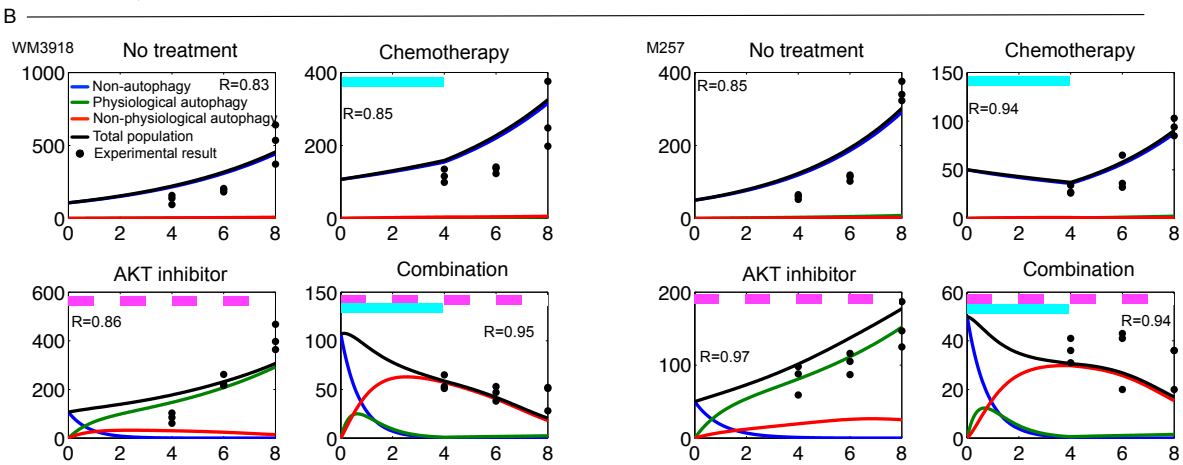 B
WM3918
No treatment
Chemotherapy
M257
No treatment
Chemotherapy
1000
500
0
0 2 4 6 8
Non-autophagy
Physiological autophagy
Non-physiological autophagy
Total population
Experimental result
R=0.83
400
200
0
0 2 4 6 8
R=0.85
400
200
0
0 2 4 6 8
R=0.85
150
100
50
0
0 2 4 6 8
R=0.94
AKT inhibitor
Combination
AKT inhibitor
Combination
600
400
200
0
0 2 4 6 8
R=0.86
150
100
50
0
0 2 4 6 8
R=0.95
200
100
0
0 2 4 6 8
R=0.97
60
40
20
0
0 2 4 6 8
R=0.94